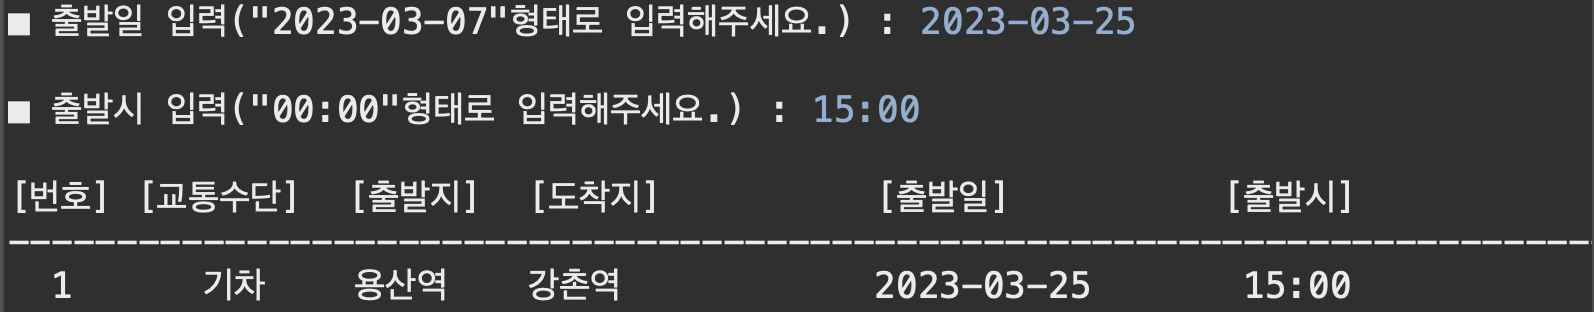 ■ 출발일 입력("2023-03-07"형태로 입력해주세요.) : 2023-03-25
■ 출발시 입력("00:00"형태로 입력해주세요.) : 15:00
[번호] [교통수단] [출발지] [도착지] [출발일] [출발시]
--------------------------------------------------------------------------
1 기차 용산역 강촌역 2023-03-25 15:00